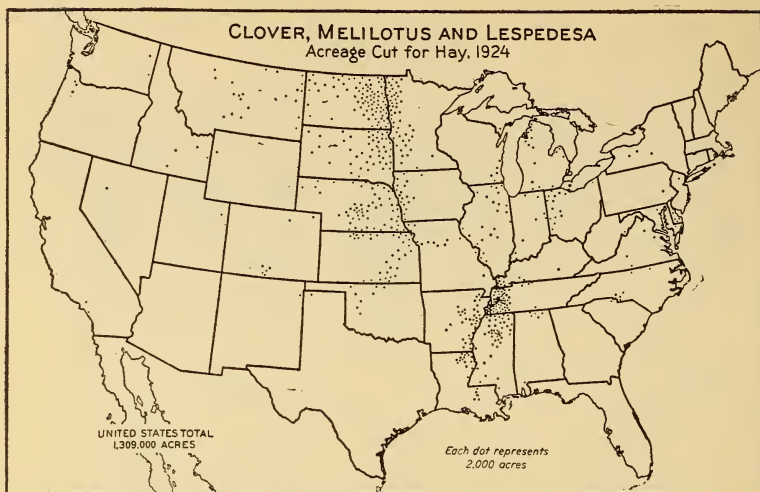 CLOVER, MELILOTUS AND LESPEDEZA
Acreage Cut for Hay, 1924
UNITED STATES TOTAL
1,309,000 ACRES
Each dot represents
2,000 acres